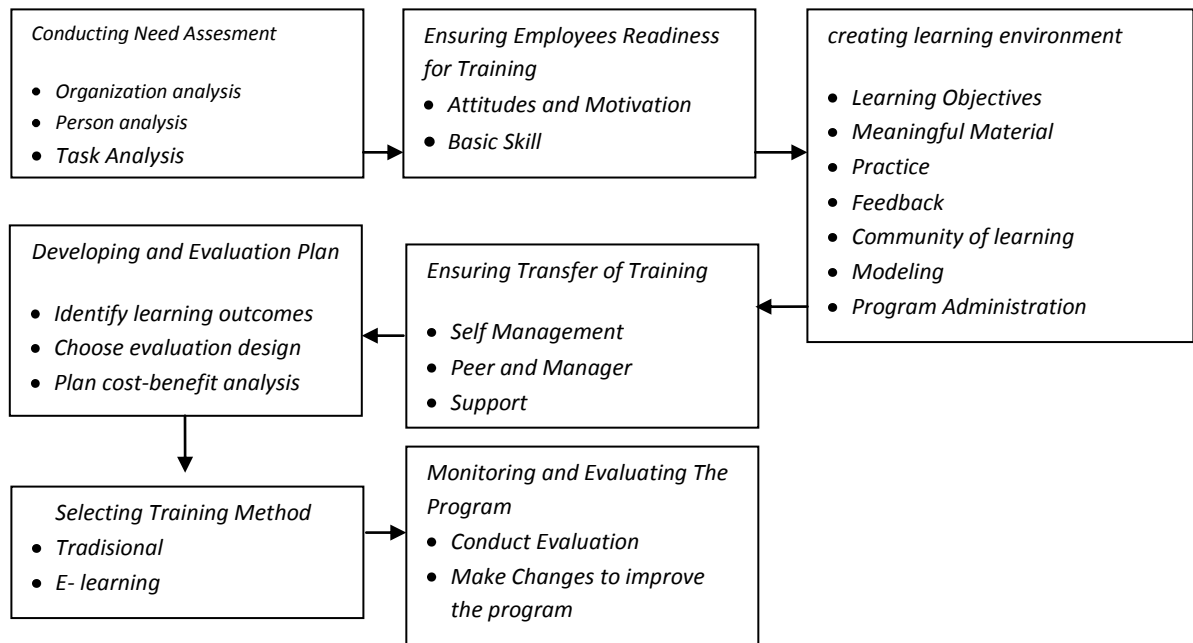 Conducting Need Assesment
• Organization analysis
• Person analysis
• Task Analysis
Ensuring Employees Readiness
for Training
• Attitudes and Motivation
• Basic Skill
creating learning environment
• Learning Objectives
• Meaningful Material
• Practice
• Feedback
• Community of learning
• Modeling
• Program Administration
Ensuring Transfer of Training
• Self Management
• Peer and Manager
• Support
Developing and Evaluation Plan
• Identify learning outcomes
• Choose evaluation design
• Plan cost-benefit analysis
Selecting Training Method
• Tradisional
• E- learning
Monitoring and Evaluating The
Program
• Conduct Evaluation
• Make Changes to improve
the program